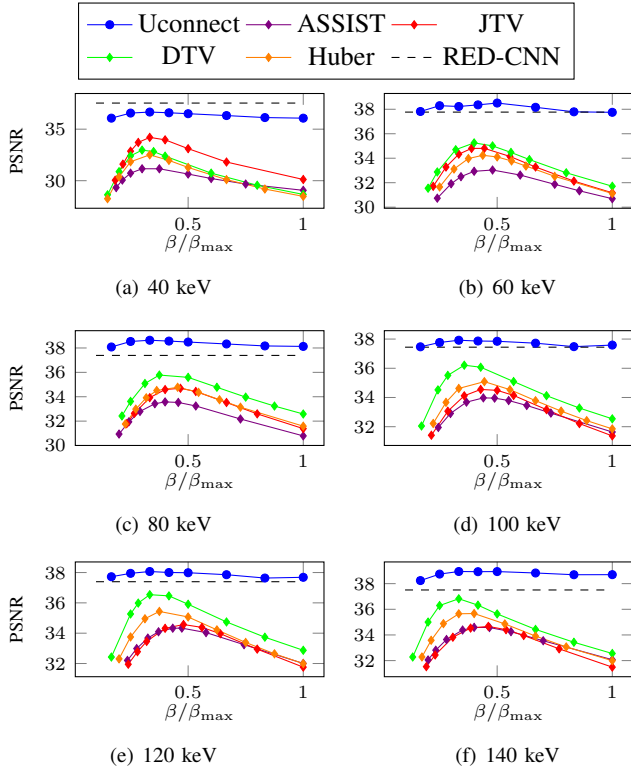 Uconnect ASSIST JTV
DTV Huber RED-CNN
PSNR
35
30
0.5 1
β/βmax
(a) 40 keV
38
36
34
32
30
0.5 1
β/βmax
(b) 60 keV
PSNR
38
36
34
32
30
0.5 1
β/βmax
(c) 80 keV
38
36
34
32
0.5 1
β/βmax
(d) 100 keV
PSNR
38
36
34
32
0.5 1
β/βmax
(e) 120 keV
38
36
34
32
0.5 1
β/βmax
(f) 140 keV